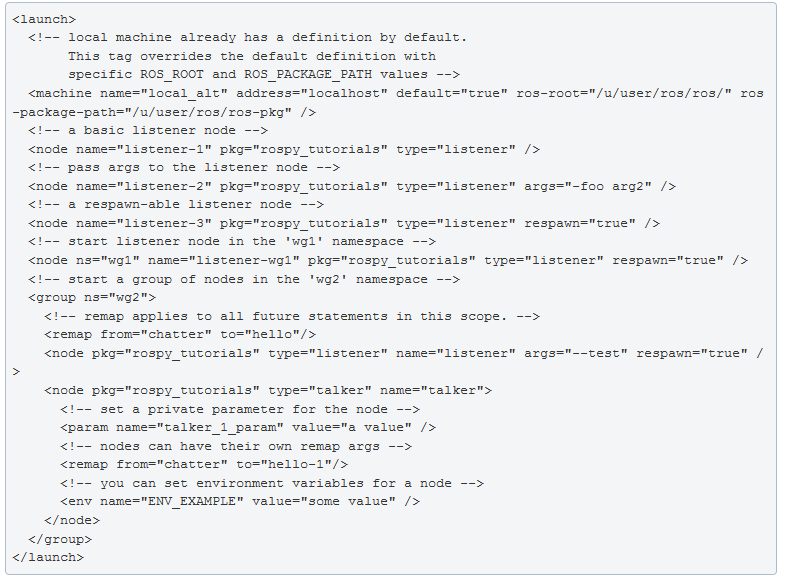 <launch>
  <!-- local machine already has a definition by default.
       This tag overrides the default definition with
       specific ROS_ROOT and ROS_PACKAGE_PATH values -->
  <machine name="local_alt" address="localhost" default="true" ros-root="/u/user/ros/ros/" ros
-package-path="/u/user/ros/ros-pkg" />
  <!-- a basic listener node -->
  <node name="listener-1" pkg="rospy_tutorials" type="listener" />
  <!-- pass args to the listener node -->
  <node name="listener-2" pkg="rospy_tutorials" type="listener" args="-foo arg2" />
  <!-- a respawn-able listener node -->
  <node name="listener-3" pkg="rospy_tutorials" type="listener" respawn="true" />
  <!-- start listener node in the 'wg1' namespace -->
  <node ns="wg1" name="listener-wg1" pkg="rospy_tutorials" type="listener" respawn="true" />
  <!-- start a group of nodes in the 'wg2' namespace -->
  <group ns="wg2">
    <!-- remap applies to all future statements in this scope. -->
    <remap from="chatter" to="hello"/>
    <node pkg="rospy_tutorials" type="listener" name="listener" args="--test" respawn="true" /
>
    <node pkg="rospy_tutorials" type="talker" name="talker">
      <!-- set a private parameter for the node -->
      <param name="talker_1_param" value="a value" />
      <!-- nodes can have their own remap args -->
      <remap from="chatter" to="hello-1"/>
      <!-- you can set environment variables for a node -->
      <env name="ENV_EXAMPLE" value="some value" />
    </node>
  </group>
</launch>